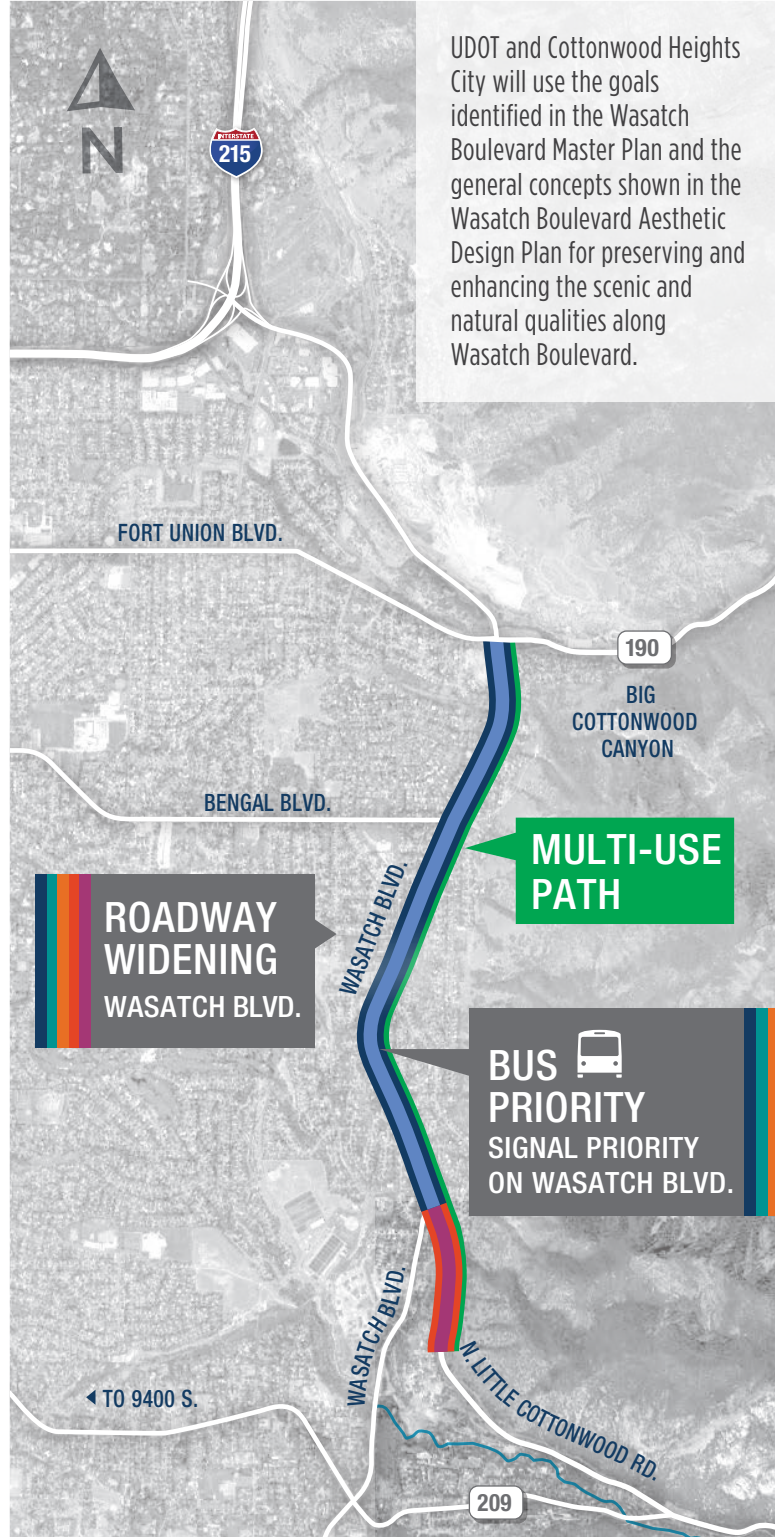 UDOT and Cottonwood Heights
City will use the goals
identified in the Wasatch
Boulevard Master Plan and the
general concepts shown in the
Wasatch Boulevard Aesthetic
Design Plan for preserving and
enhancing the scenic and
natural qualities along
Wasatch Boulevard.
N
INTERSTATE
215
FORT UNION BLVD.
190
BIG
COTTONWOOD
CANYON
BENGAL BLVD.
MULTI-USE
PATH
WASATCH BLVD.
ROADWAY
WIDENING
WASATCH BLVD.
BUS
PRIORITY
SIGNAL PRIORITY
ON WASATCH BLVD.
WASATCH BLVD.
N. LITTLE COTTONWOOD RD.
TO 9400 S.
209